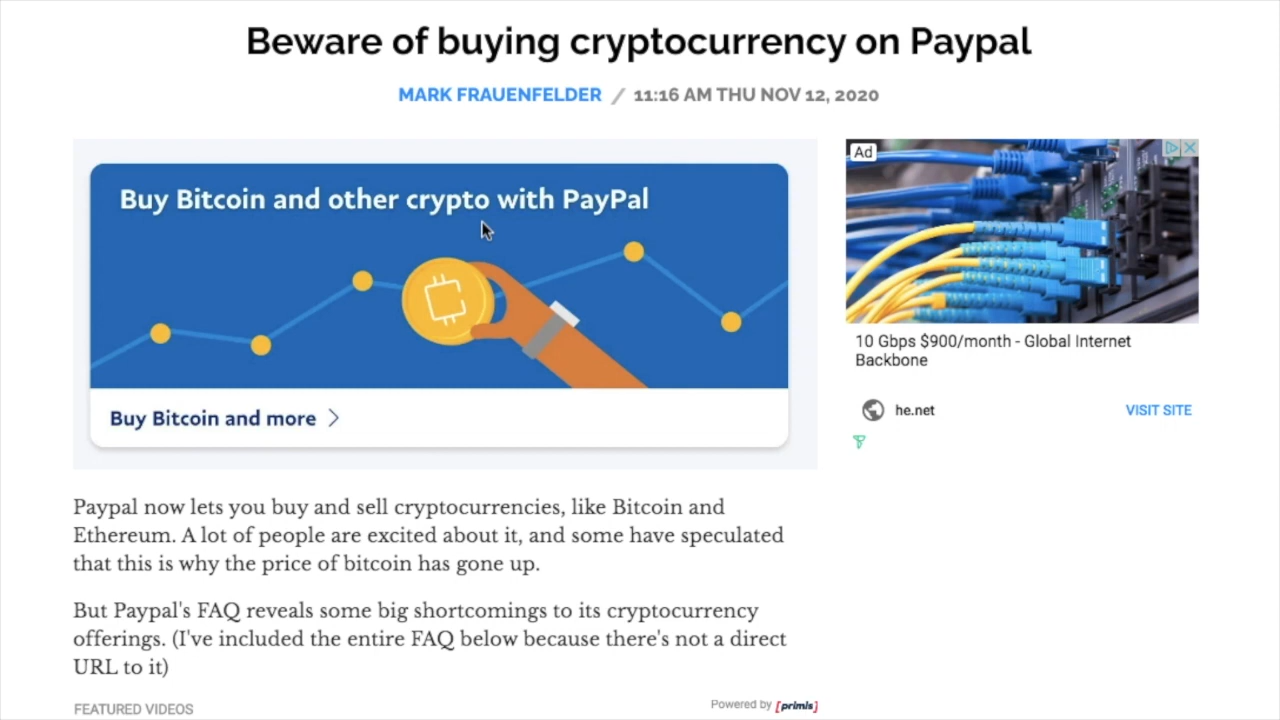 Beware of buying cryptocurrency on Paypal
MARK FRAUENFELDER / 11:16 AM THU NOV 12, 2020
Buy Bitcoin and other crypto with PayPal
Buy Bitcoin and more
Ad
10 Gbps $900/month - Global Internet
Backbone
he.net
VISIT SITE
Paypal now lets you buy and sell cryptocurrencies, like Bitcoin and
Ethereum. A lot of people are excited about it, and some have speculated
that this is why the price of bitcoin has gone up.
But Paypal's FAQ reveals some big shortcomings to its cryptocurrency
offerings. (I've included the entire FAQ below because there's not a direct
URL to it)
FEATURED VIDEOS
Powered by [primis]